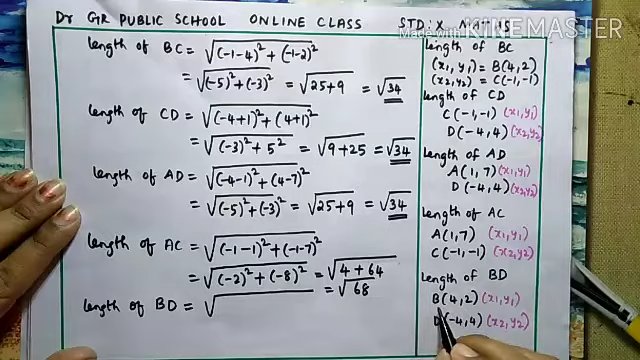 Dr GR PUBLIC SCHOOL ONLINE CLASS STD: X MATHS
Made with KINEMASTER
length of BC = √(-1-4)²+(-1-2)²
= √(-5)²+(-3)² = √25+9 = √34
length of CD = √(-4+1)²+(4+1)²
= √(-3)²+5² = √9+25 = √34
length of AD = √(-4-1)²+(4-7)²
= √(-5)²+(-3)² = √25+9 = √34
length of AC = √(-1-1)²+(-1-7)²
= √(-2)²+(-8)² = √4+64
= √68
length of BD = √
length of BC
(x₁,y₁) = B(4,2)
(x₂,y₂) = C(-1,-1)
length of CD
C(-1,-1) (x₁,y₁)
D(-4,4) (x₂,y₂)
length of AD
A(1,7) (x₁,y₁)
D(-4,4) (x₂,y₂)
length of AC
A(1,7) (x₁,y₁)
C(-1,-1) (x₂,y₂)
length of BD
B(4,2) (x₁,y₁)
D(-4,4) (x₂,y₂)